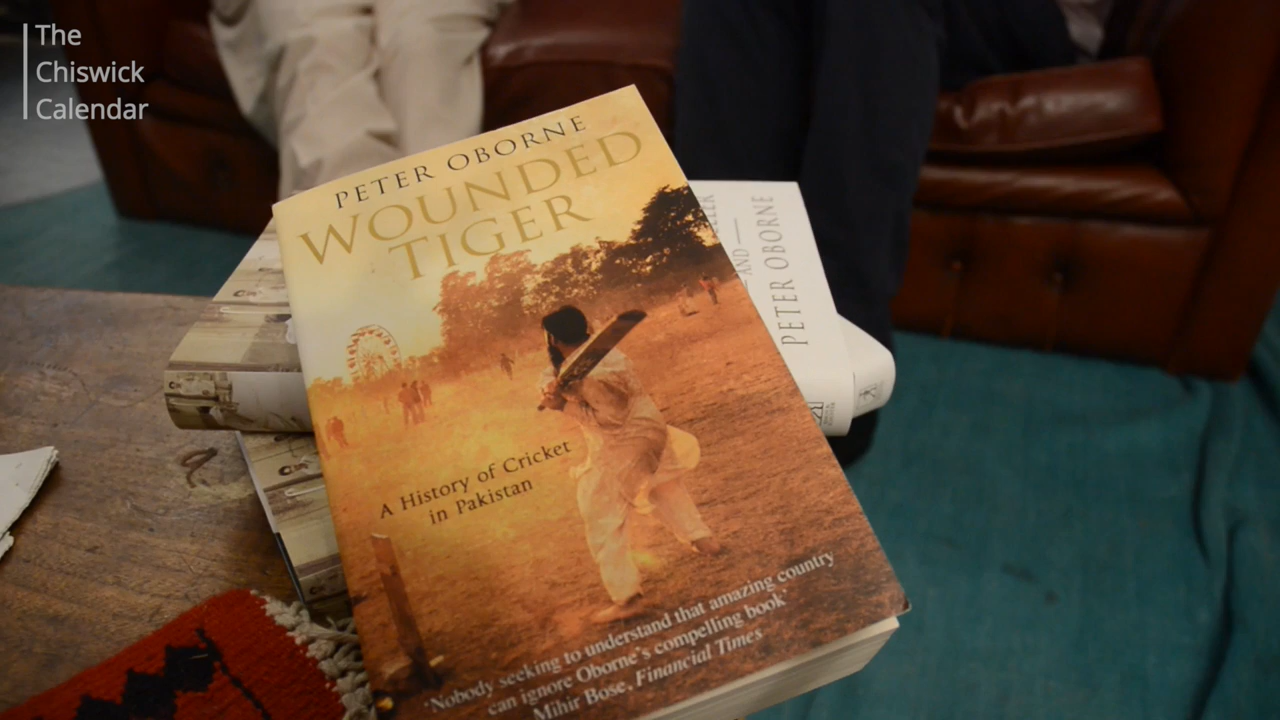 The
Chiswick
Calendar
PETER OBORNE
WOUNDED
TIGER
A History of Cricket
in Pakistan
'Nobody seeking to understand that amazing country
can ignore Oborne's compelling book'
Mihir Bose, Financial Times
AND
PETER OBORNE